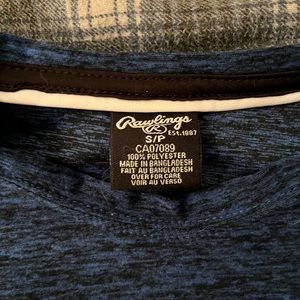 Rawlings
R
EST. 1887
S/P
CA07089
100% POLYESTER
MADE IN BANGLADESH
FAIT AU BANGLADESH
OVER FOR CARE
VOIR AU VERSO